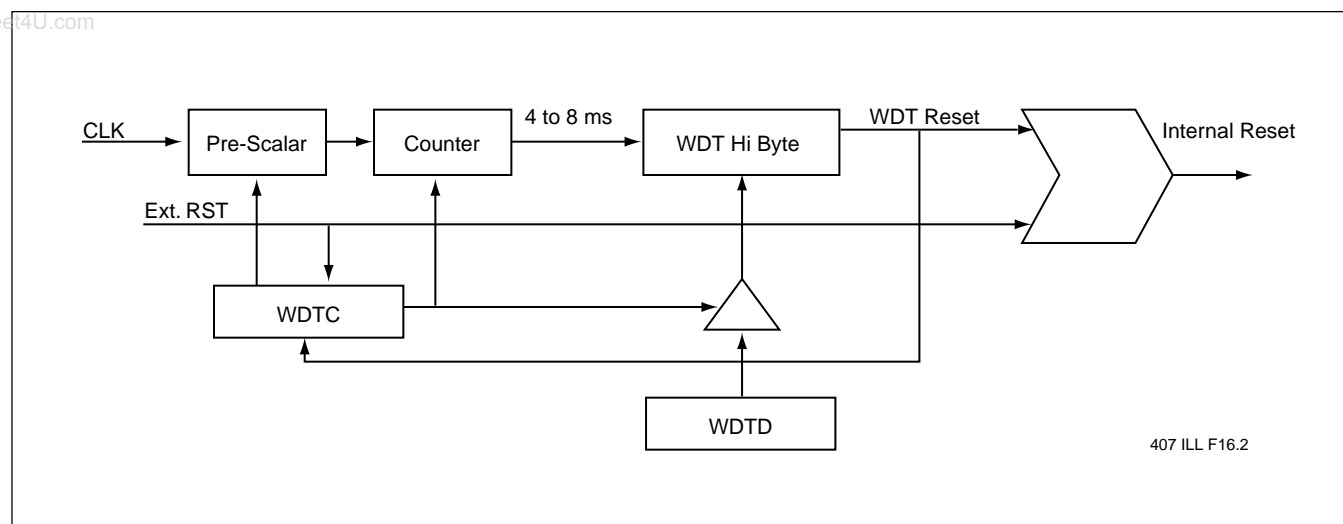 et4U.com
4 to 8 ms
WDT Reset
CLK
Pre-Scalar
Counter
WDT Hi Byte
Internal Reset
Ext. RST
WDTC
WDTD
407 ILL F16.2